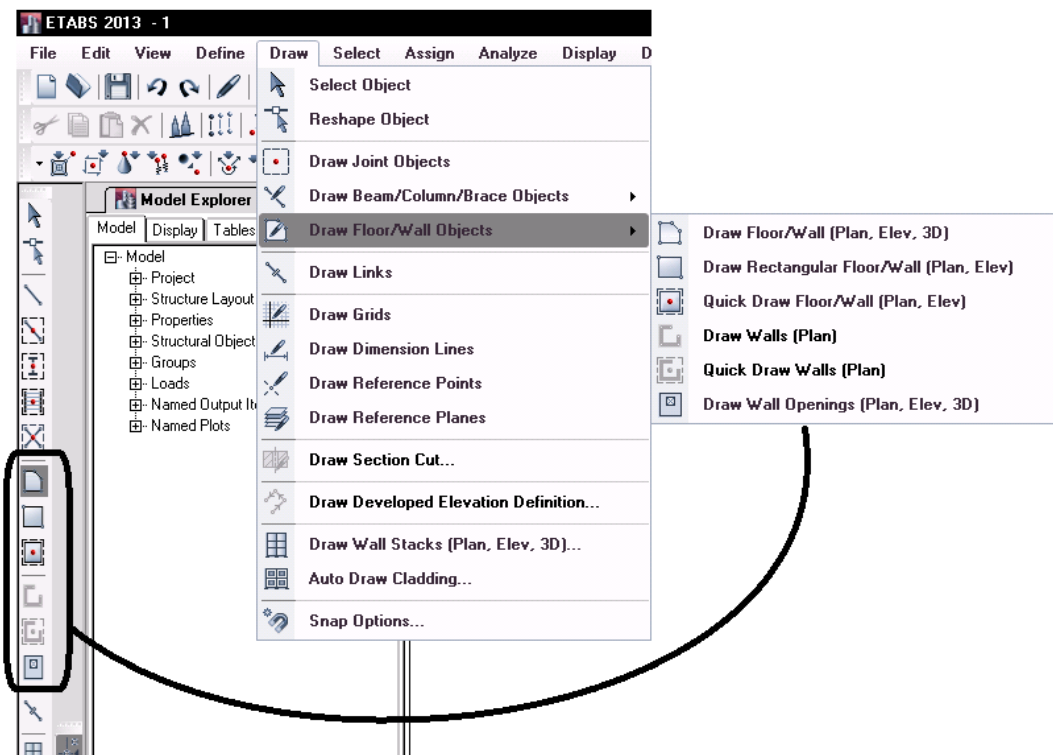 ETABS 2013 - 1
File Edit View Define Draw Select Assign Analyze Display D
Select Object
Reshape Object
Draw Joint Objects
Draw Beam/Column/Brace Objects
Draw Floor/Wall Objects
Draw Links
Draw Grids
Draw Dimension Lines
Draw Reference Points
Draw Reference Planes
Draw Section Cut...
Draw Developed Elevation Definition...
Draw Wall Stacks (Plan, Elev, 3D)...
Auto Draw Cladding...
Snap Options...
Draw Floor/Wall (Plan, Elev, 3D)
Draw Rectangular Floor/Wall (Plan, Elev)
Quick Draw Floor/Wall (Plan, Elev)
Draw Walls (Plan)
Quick Draw Walls (Plan)
Draw Wall Openings (Plan, Elev, 3D)
Model Explorer
Model Display Tables
Model
Project
Structure Layout
Properties
Structural Object
Groups
Loads
Named Output Ite
Named Plots